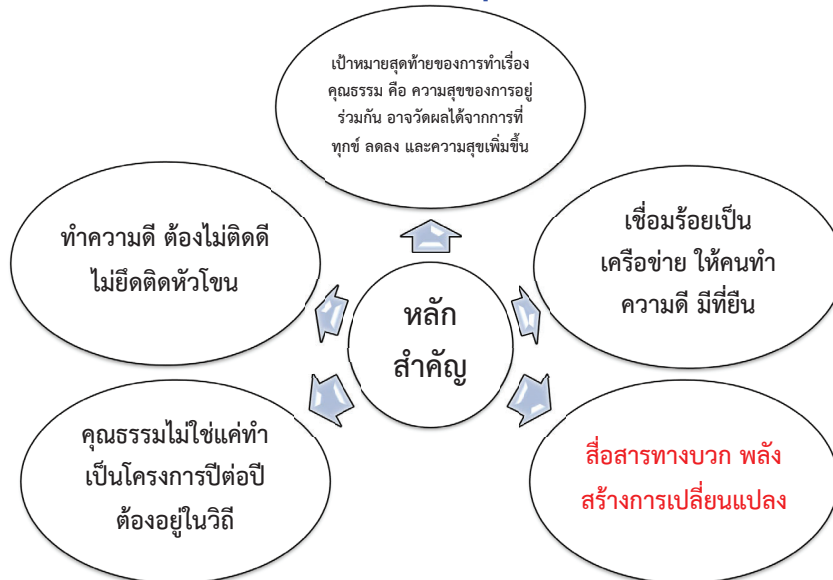 เป้าหมายสุดท้ายของการทำเรื่อง
คุณธรรม คือ ความสุขของการอยู่
ร่วมกัน อาจวัดผลได้จากการที่
ทุกข์ ลดลง และความสุขเพิ่มขึ้น
ทำความดี ต้องไม่ติดดี
ไม่ยึดติดหัวโขน
เชื่อมร้อยเป็น
เครือข่าย ให้คนทำ
ความดี มีที่ยืน
หลัก
สำคัญ
คุณธรรมไม่ใช่แค่ทำ
เป็นโครงการปีต่อปี
ต้องอยู่ในวิถี
สื่อสารทางบวก พลัง
สร้างการเปลี่ยนแปลง